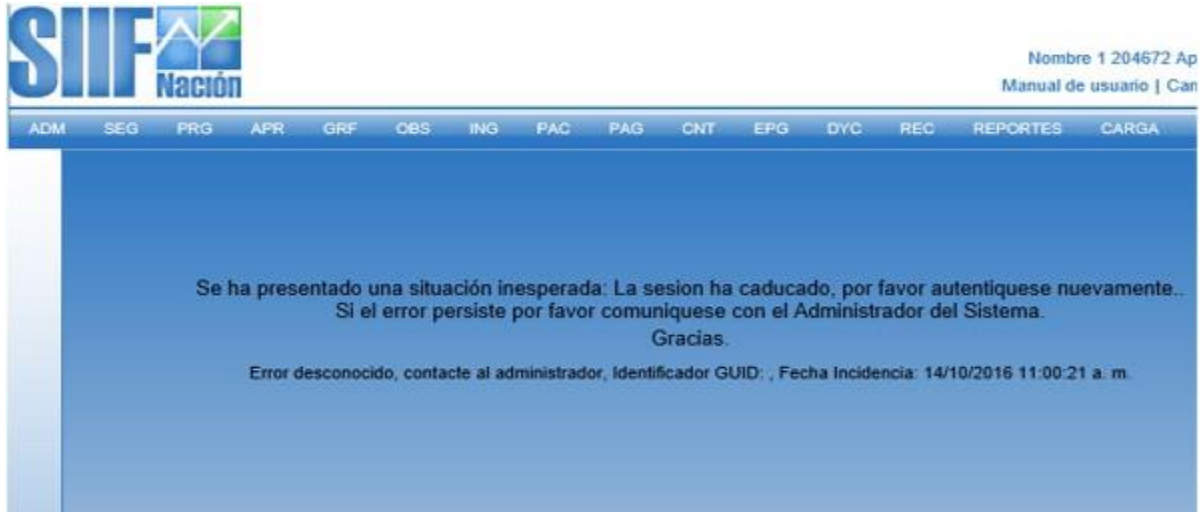 SIIF
Nación
Nombre 1 204672 Ap
Manual de usuario | Cam
ADM SEG PRG APR GRF OBS ING PAC PAG CNT EPG DYC REC REPORTES CARGA
Se ha presentado una situación inesperada: La sesion ha caducado, por favor autentiquese nuevamente..
Si el error persiste por favor comuniquese con el Administrador del Sistema.
Gracias.
Error desconocido, contacte al administrador, Identificador GUID: , Fecha Incidencia: 14/10/2016 11:00:21 a. m.